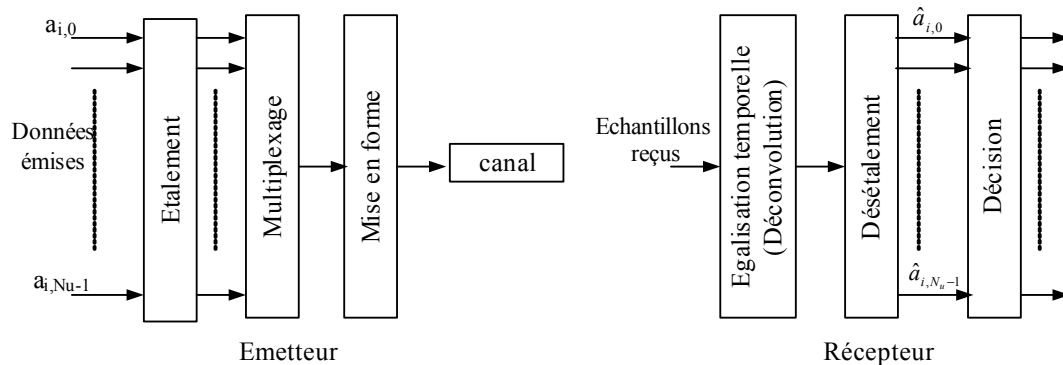 a_{i,0}
Données
émises
a_{i,Nu-1}
Etalement
Multiplexage
Mise en forme
canal
Emetteur
Echantillons
reçus
Egalisation temporelle
(Déconvolution)
Désétalement
â_{i,0}
â_{i,N_u-1}
Décision
Récepteur